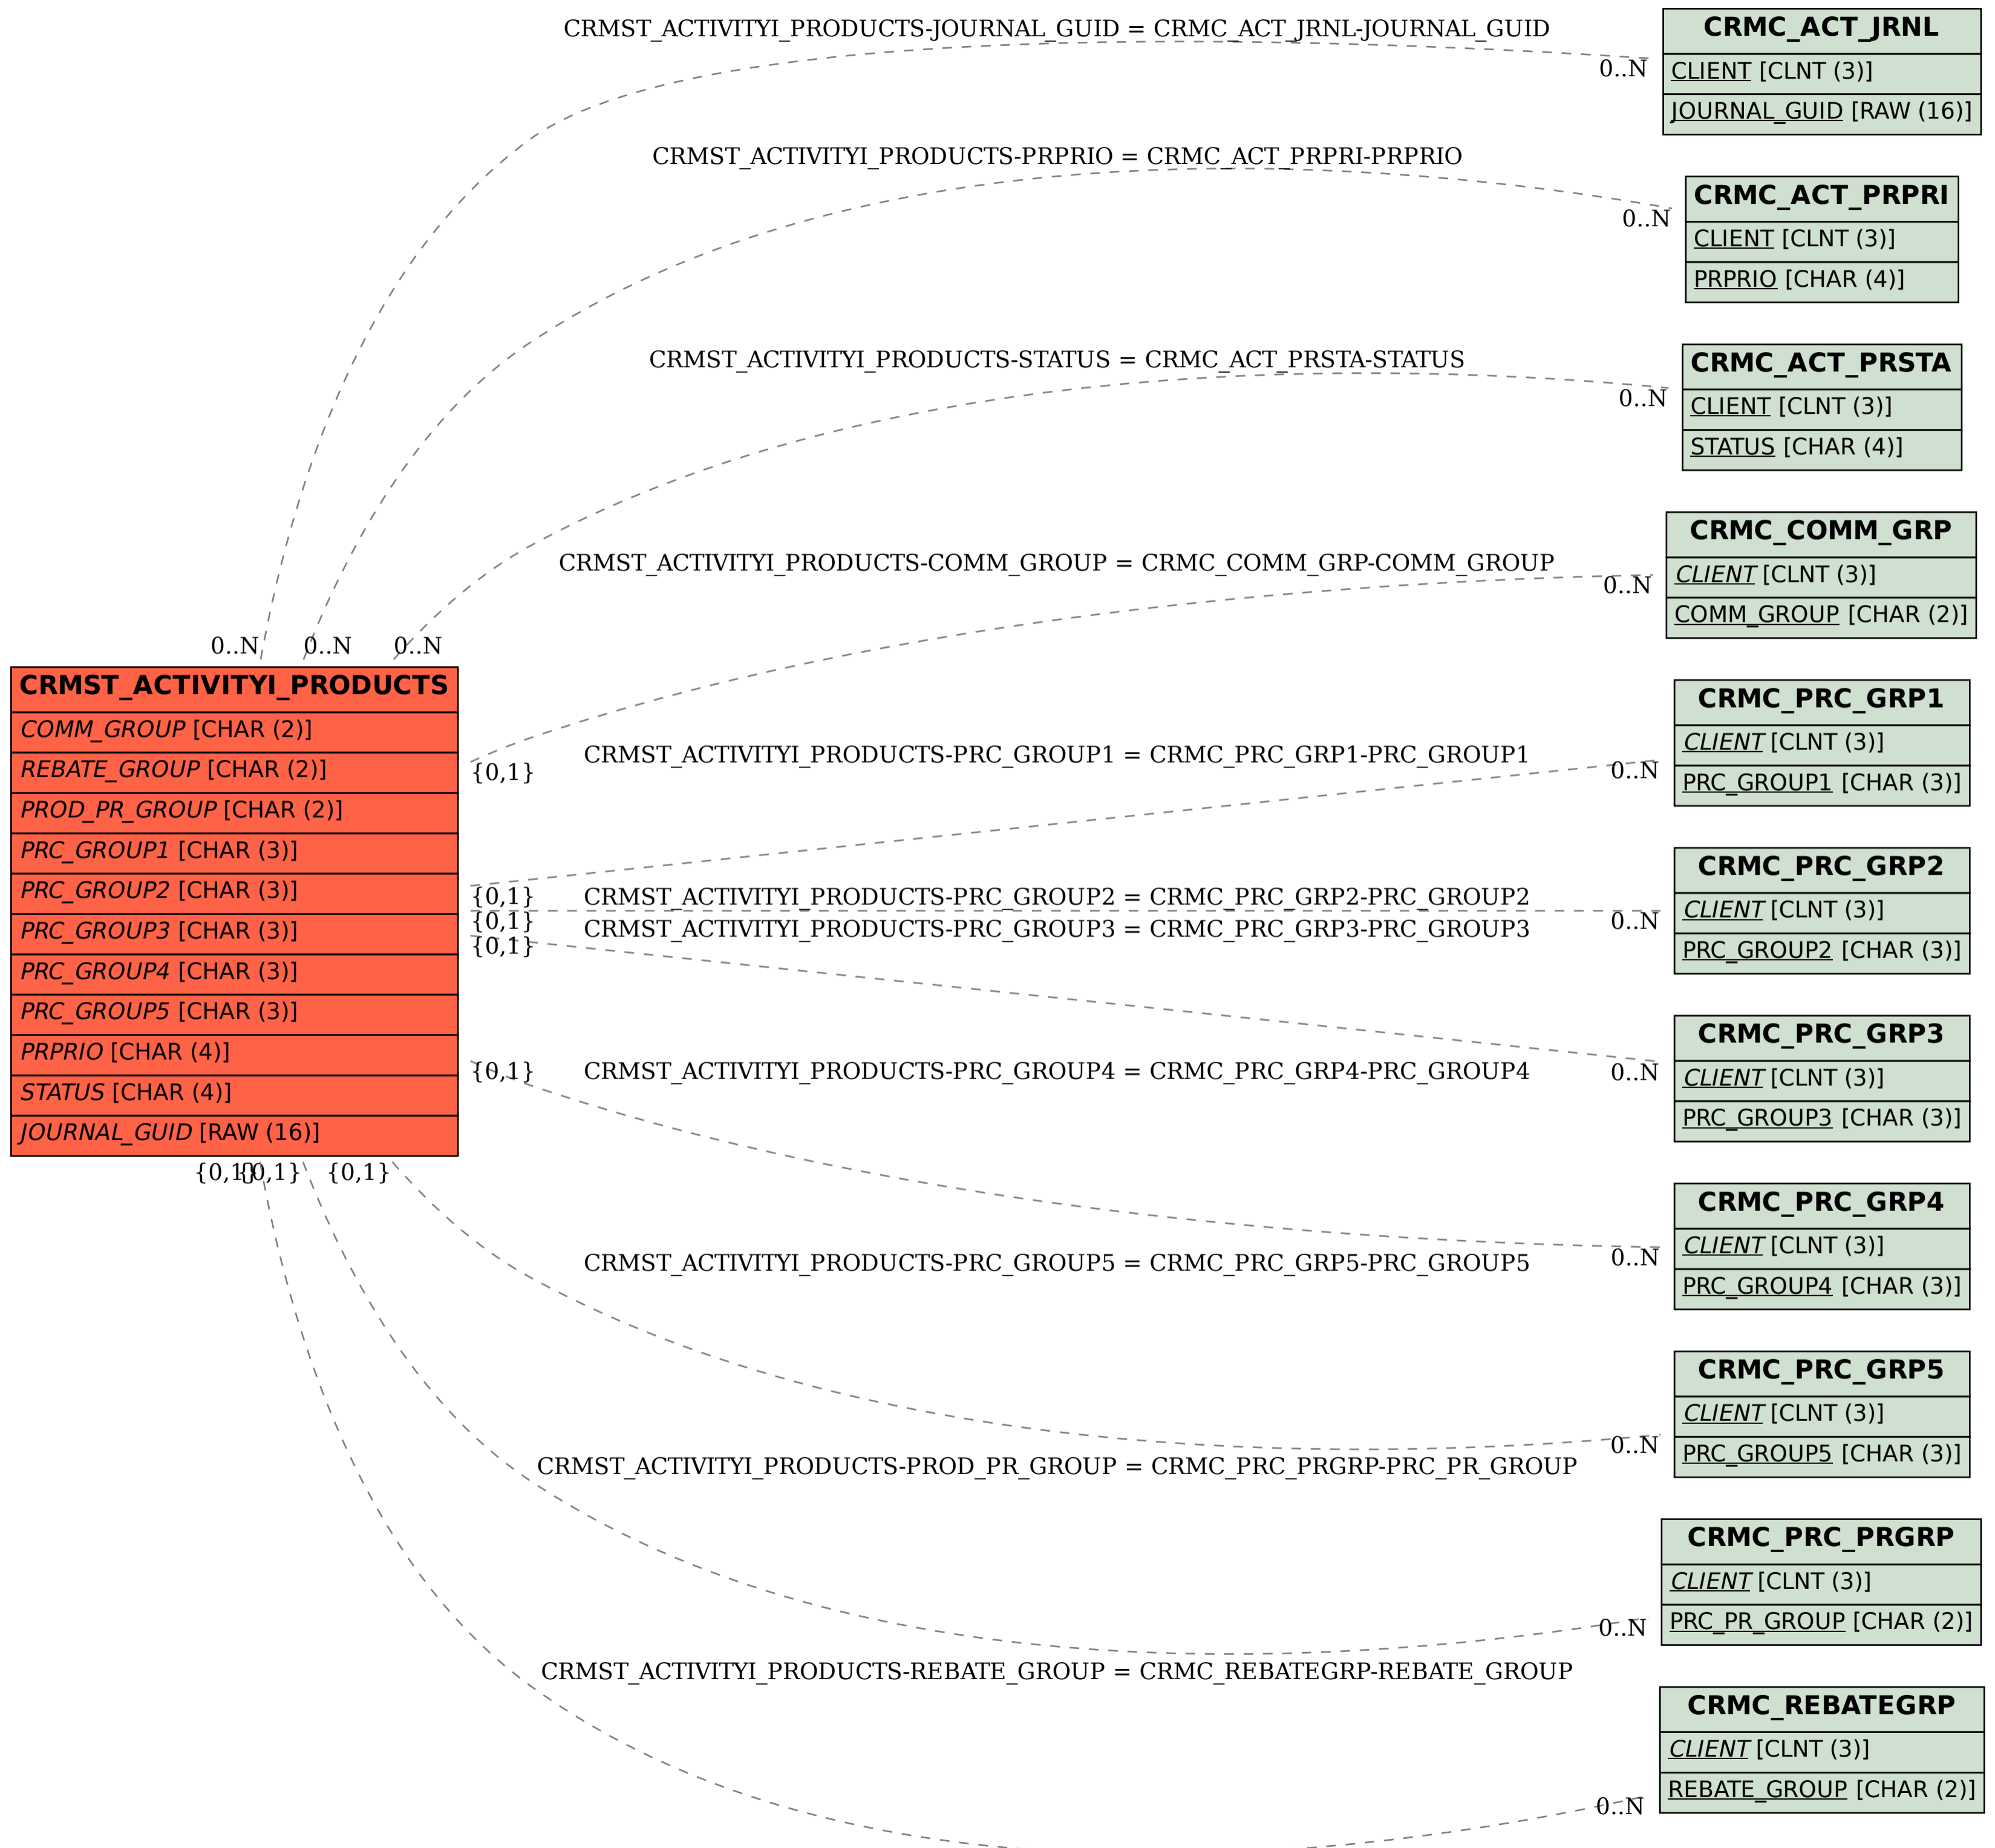 CRMST_ACTIVITYI_PRODUCTS-JOURNAL_GUID = CRMC_ACT_JRNL-JOURNAL_GUID
0..N
CRMC_ACT_JRNL
CLIENT [CLNT (3)]
JOURNAL_GUID [RAW (16)]
CRMST_ACTIVITYI_PRODUCTS-PRPRIO = CRMC_ACT_PRPRI-PRPRIO
0..N
CRMC_ACT_PRPRI
CLIENT [CLNT (3)]
PRPRIO [CHAR (4)]
CRMST_ACTIVITYI_PRODUCTS-STATUS = CRMC_ACT_PRSTA-STATUS
0..N
CRMC_ACT_PRSTA
CLIENT [CLNT (3)]
STATUS [CHAR (4)]
CRMST_ACTIVITYI_PRODUCTS-COMM_GROUP = CRMC_COMM_GRP-COMM_GROUP
0..N
CRMC_COMM_GRP
CLIENT [CLNT (3)]
COMM_GROUP [CHAR (2)]
0..N 0..N 0..N
CRMST_ACTIVITYI_PRODUCTS
COMM_GROUP [CHAR (2)]
REBATE_GROUP [CHAR (2)]
PROD_PR_GROUP [CHAR (2)]
PRC_GROUP1 [CHAR (3)]
PRC_GROUP2 [CHAR (3)]
PRC_GROUP3 [CHAR (3)]
PRC_GROUP4 [CHAR (3)]
PRC_GROUP5 [CHAR (3)]
PRPRIO [CHAR (4)]
STATUS [CHAR (4)]
JOURNAL_GUID [RAW (16)]
{0,1} {0,1} {0,1}
{0,1}
{0,1}
{0,1}
{0,1}
{0,1}
CRMST_ACTIVITYI_PRODUCTS-PRC_GROUP1 = CRMC_PRC_GRP1-PRC_GROUP1
0..N
CRMC_PRC_GRP1
CLIENT [CLNT (3)]
PRC_GROUP1 [CHAR (3)]
CRMST_ACTIVITYI_PRODUCTS-PRC_GROUP2 = CRMC_PRC_GRP2-PRC_GROUP2
0..N
CRMC_PRC_GRP2
CLIENT [CLNT (3)]
PRC_GROUP2 [CHAR (3)]
CRMST_ACTIVITYI_PRODUCTS-PRC_GROUP3 = CRMC_PRC_GRP3-PRC_GROUP3
0..N
CRMC_PRC_GRP3
CLIENT [CLNT (3)]
PRC_GROUP3 [CHAR (3)]
CRMST_ACTIVITYI_PRODUCTS-PRC_GROUP4 = CRMC_PRC_GRP4-PRC_GROUP4
0..N
CRMC_PRC_GRP4
CLIENT [CLNT (3)]
PRC_GROUP4 [CHAR (3)]
CRMST_ACTIVITYI_PRODUCTS-PRC_GROUP5 = CRMC_PRC_GRP5-PRC_GROUP5
0..N
CRMC_PRC_GRP5
CLIENT [CLNT (3)]
PRC_GROUP5 [CHAR (3)]
CRMST_ACTIVITYI_PRODUCTS-PROD_PR_GROUP = CRMC_PRC_PRGRP-PRC_PR_GROUP
0..N
CRMC_PRC_PRGRP
CLIENT [CLNT (3)]
PRC_PR_GROUP [CHAR (2)]
CRMST_ACTIVITYI_PRODUCTS-REBATE_GROUP = CRMC_REBATEGRP-REBATE_GROUP
0..N
CRMC_REBATEGRP
CLIENT [CLNT (3)]
REBATE_GROUP [CHAR (2)]